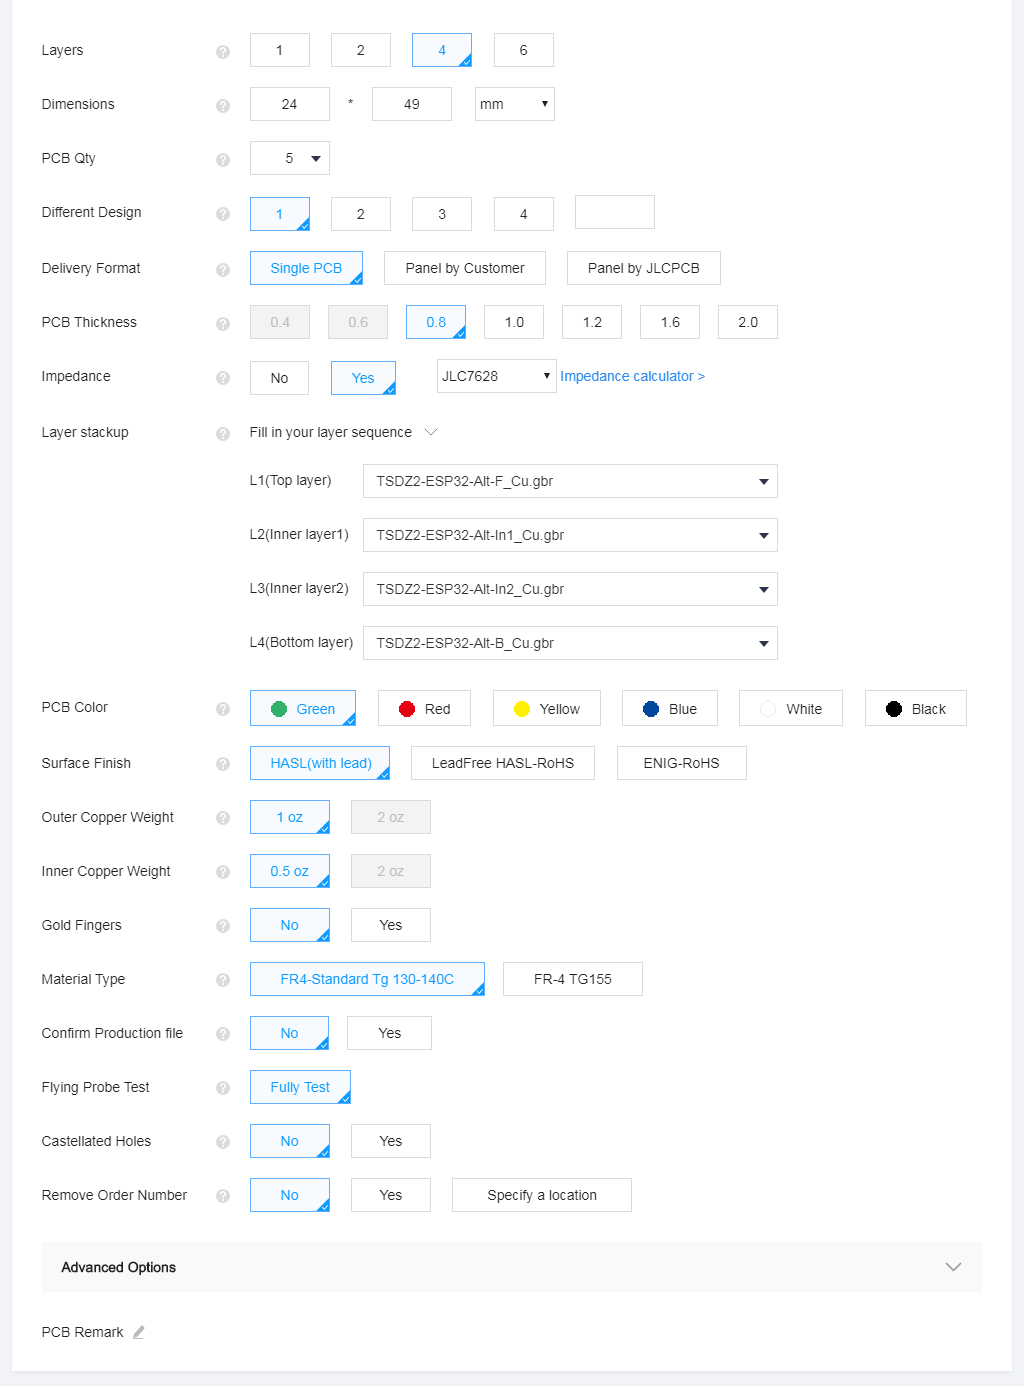 Layers ? 1 2 4 6
Dimensions ? 24 * 49 mm
PCB Qty ? 5
Different Design ? 1 2 3 4
Delivery Format ? Single PCB Panel by Customer Panel by JLCPCB
PCB Thickness ? 0.4 0.6 0.8 1.0 1.2 1.6 2.0
Impedance ? No Yes JLC7628 Impedance calculator >
Layer stackup ? Fill in your layer sequence
L1(Top layer) TSDZ2-ESP32-Alt-F_Cu.gbr
L2(Inner layer1) TSDZ2-ESP32-Alt-In1_Cu.gbr
L3(Inner layer2) TSDZ2-ESP32-Alt-In2_Cu.gbr
L4(Bottom layer) TSDZ2-ESP32-Alt-B_Cu.gbr
PCB Color ? Green Red Yellow Blue White Black
Surface Finish ? HASL(with lead) LeadFree HASL-RoHS ENIG-RoHS
Outer Copper Weight ? 1 oz 2 oz
Inner Copper Weight ? 0.5 oz 2 oz
Gold Fingers ? No Yes
Material Type ? FR4-Standard Tg 130-140C FR-4 TG155
Confirm Production file ? No Yes
Flying Probe Test ? Fully Test
Castellated Holes ? No Yes
Remove Order Number ? No Yes Specify a location
Advanced Options
PCB Remark